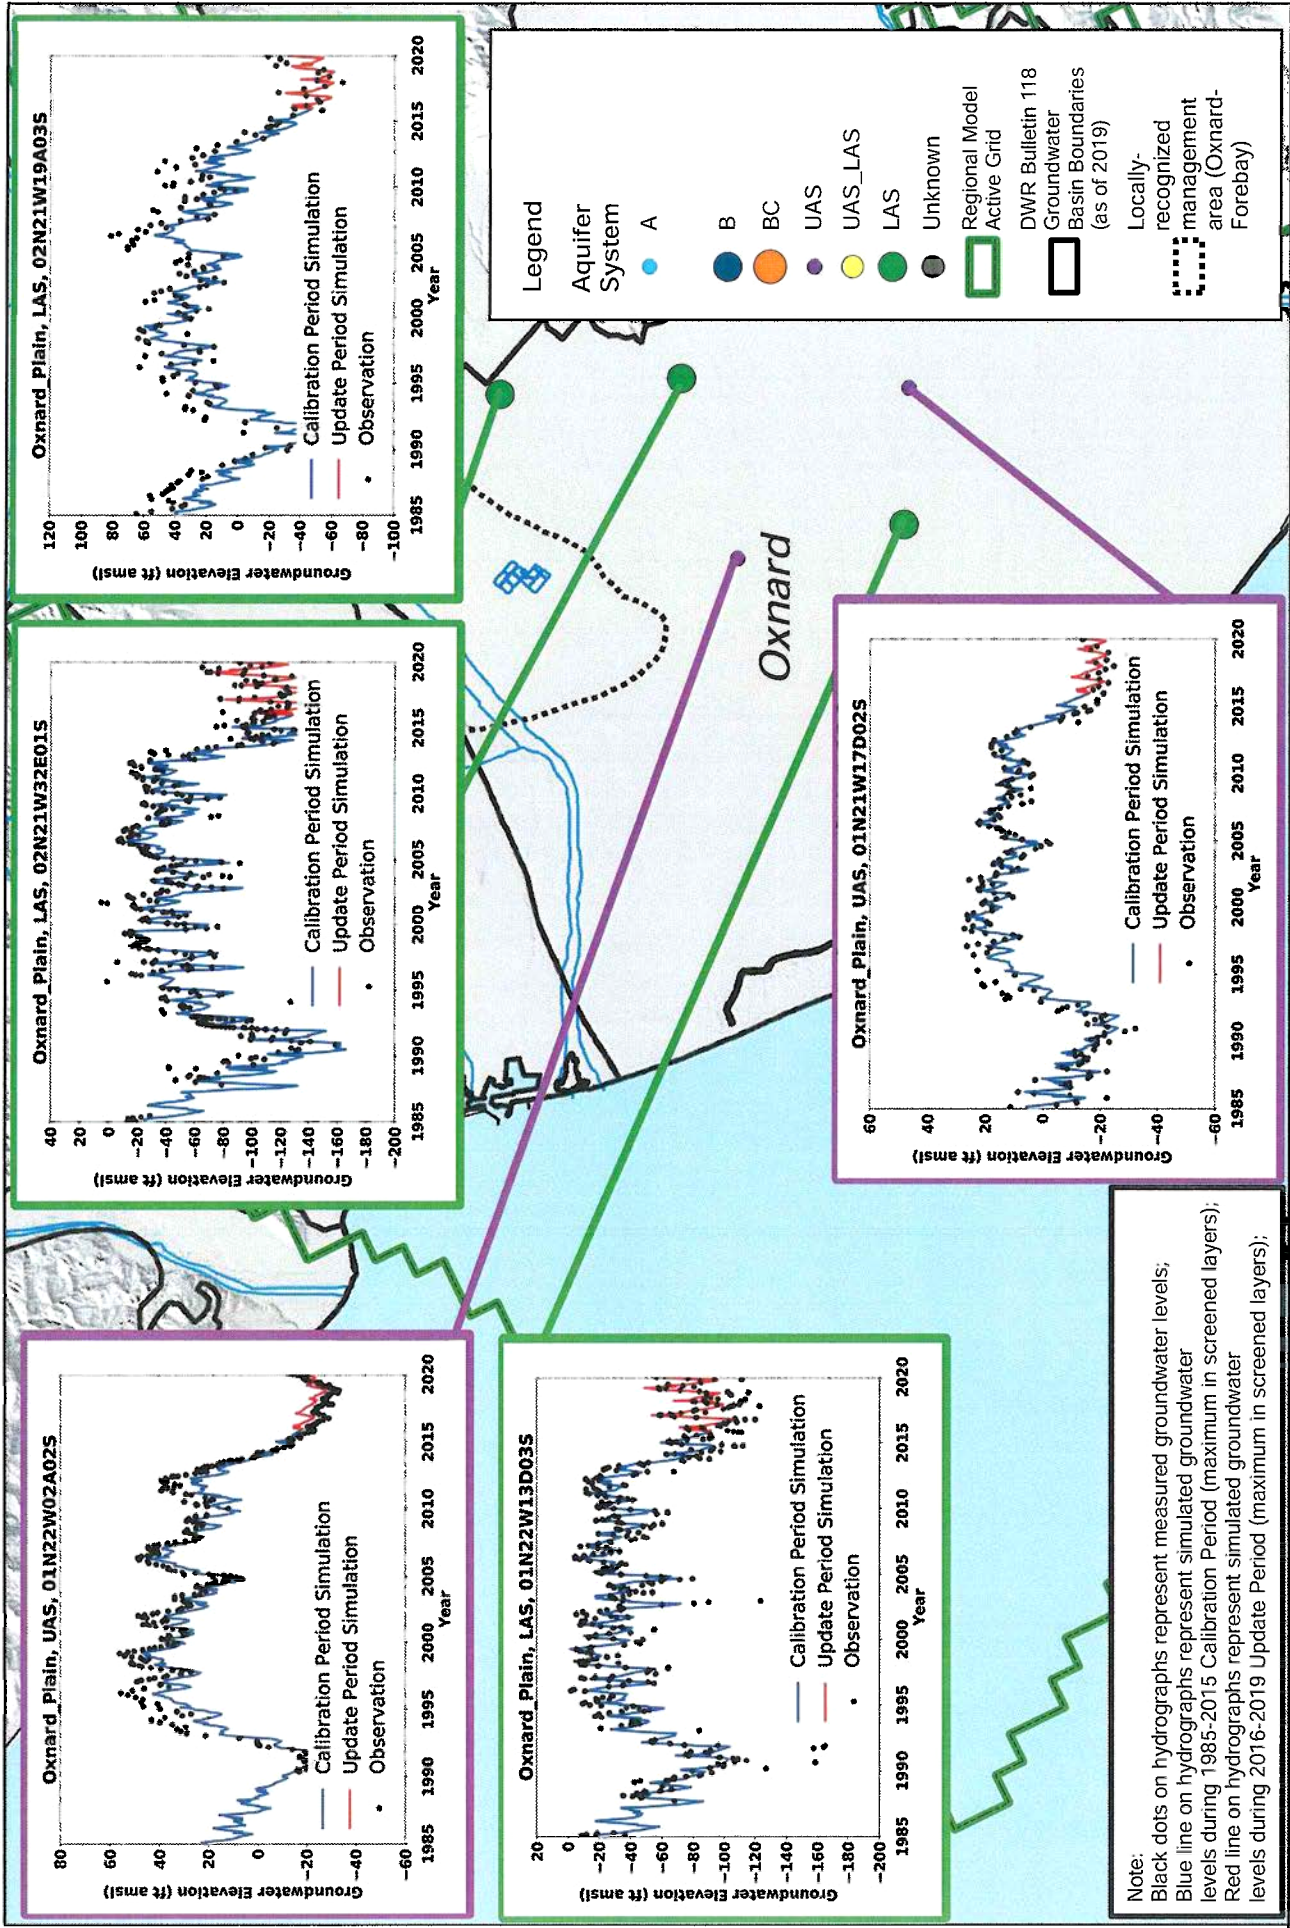 Oxnard_Plain, UAS, 01N22W02A02S
Groundwater Elevation (ft amsl)
80
60
40
20
0
-20
-40
-60
Calibration Period Simulation
Update Period Simulation
Observation
1985
1990
1995
2000
2005
2010
2015
2020
Year
Oxnard_Plain, LAS, 02N21W32E01S
Groundwater Elevation (ft amsl)
40
20
0
-20
-40
-60
-80
-100
-120
-140
-160
-180
-200
Calibration Period Simulation
Update Period Simulation
Observation
1985
1990
1995
2000
2005
2010
2015
2020
Year
Oxnard_Plain, LAS, 02N21W19A03S
Groundwater Elevation (ft amsl)
120
100
80
60
40
20
0
-20
-40
-60
-80
-100
Calibration Period Simulation
Update Period Simulation
Observation
1985
1990
1995
2000
2005
2010
2015
2020
Year
Oxnard_Plain, LAS, 01N22W13D03S
Groundwater Elevation (ft amsl)
20
0
-20
-40
-60
-80
-100
-120
-140
-160
-180
-200
Calibration Period Simulation
Update Period Simulation
Observation
1985
1990
1995
2000
2005
2010
2015
2020
Year
Oxnard
Oxnard_Plain, UAS, 01N21W17D02S
Groundwater Elevation (ft amsl)
60
40
20
0
-20
-40
-60
Calibration Period Simulation
Update Period Simulation
Observation
1985
1990
1995
2000
2005
2010
2015
2020
Year
Legend
Aquifer
System
A
B
BC
UAS
UAS_LAS
LAS
Unknown
Regional Model
Active Grid
DWR Bulletin 118
Groundwater
Basin Boundaries
(as of 2019)
Locally-
recognized
management
area (Oxnard-
Forebay)
Note:
Black dots on hydrographs represent measured groundwater levels;
Blue line on hydrographs represent simulated groundwater
levels during 1985-2015 Calibration Period (maximum in screened layers);
Red line on hydrographs represent simulated groundwater
levels during 2016-2019 Update Period (maximum in screened layers);